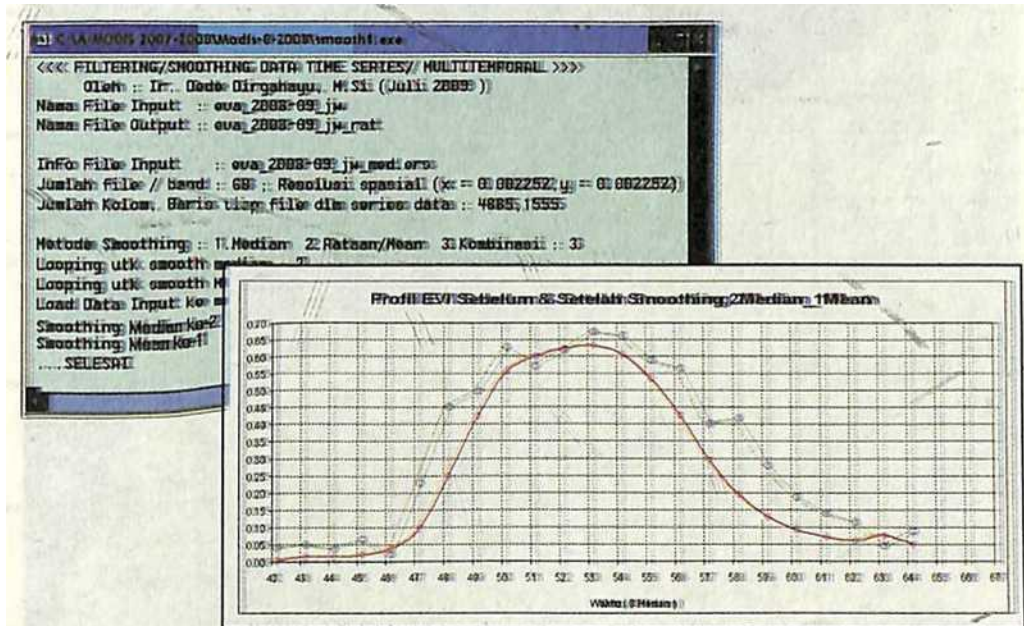 C:\A-MODIS 2007-2008\Modis-8-2008\smooth1.exe
<<<< FILTERING/SMOOTHING DATA TIME SERIES/ MULTITEMPORAL >>>>
Oleh : Ir. Dede Dirgahayu, M.Si (Juli 2009 )
Nama File Input : eva_2008-09_jw
Nama File Output : eva_2008-09_jw_rat
Info File Input : eva_2008-09_jw_med.ers
Jumlah file / band : 68 ; Resolusi spasial (x = 0.002252, y = 0.002252)
Jumlah Kolom, Baris tiap file dlm series data : 4885, 1555
Metode Smoothing : 1. Median 2. Rataan/Mean 3. Kombinasi : 3
Looping utk smooth median : 2
Looping utk smooth M
Load Data Input ke
Smoothing Median Ke-2
Smoothing Mean Ke-1
....SELESAI
Profil EVI Sebelum & Setelah Smoothing 2Median_1Mean
0.70
0.65
0.60
0.55
0.50
0.45
0.40
0.35
0.30
0.25
0.20
0.15
0.10
0.05
0.00
42 43 44 45 46 47 48 49 50 51 52 53 54 55 56 57 58 59 60 61 62 63 64 65 66 67
Waktu ( 8 Harian )